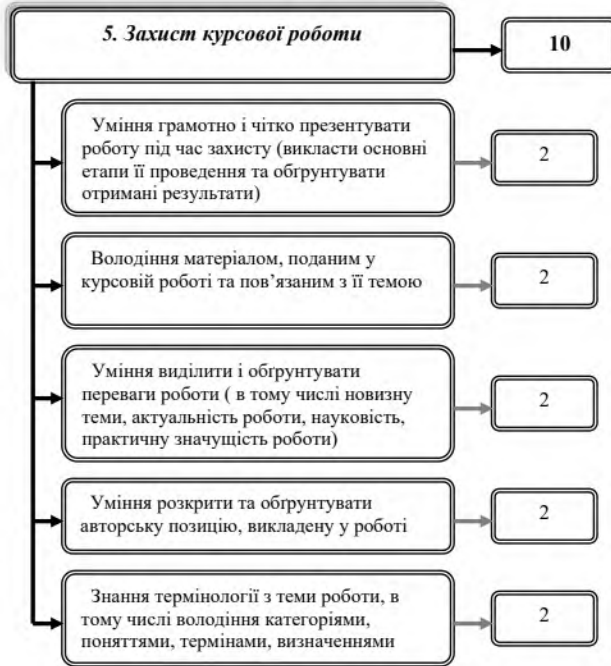 5. Захист курсової роботи
10
Уміння грамотно і чітко презентувати
роботу під час захисту (викласти основні
етапи її проведення та обґрунтувати
отримані результати)
2
Володіння матеріалом, поданим у
курсовій роботі та пов’язаним з її темою
2
Уміння виділити і обґрунтувати
переваги роботи ( в тому числі новизну
теми, актуальність роботи, науковість,
практичну значущість роботи)
2
Уміння розкрити та обґрунтувати
авторську позицію, викладену у роботі
2
Знання термінології з теми роботи, в
тому числі володіння категоріями,
поняттями, термінами, визначеннями
2